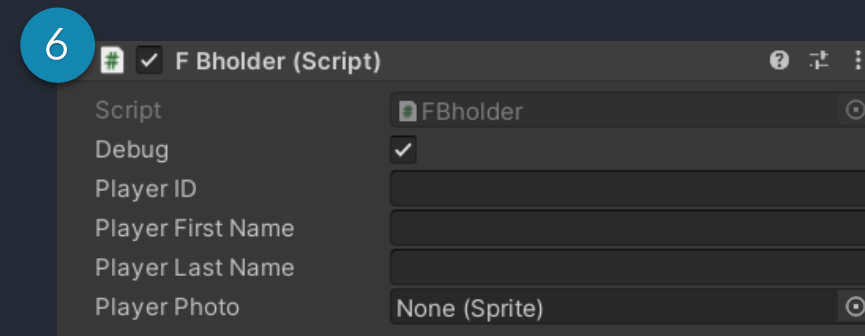 6
# F Bholder (Script)
Script # FBholder
Debug
Player ID
Player First Name
Player Last Name
Player Photo None (Sprite)